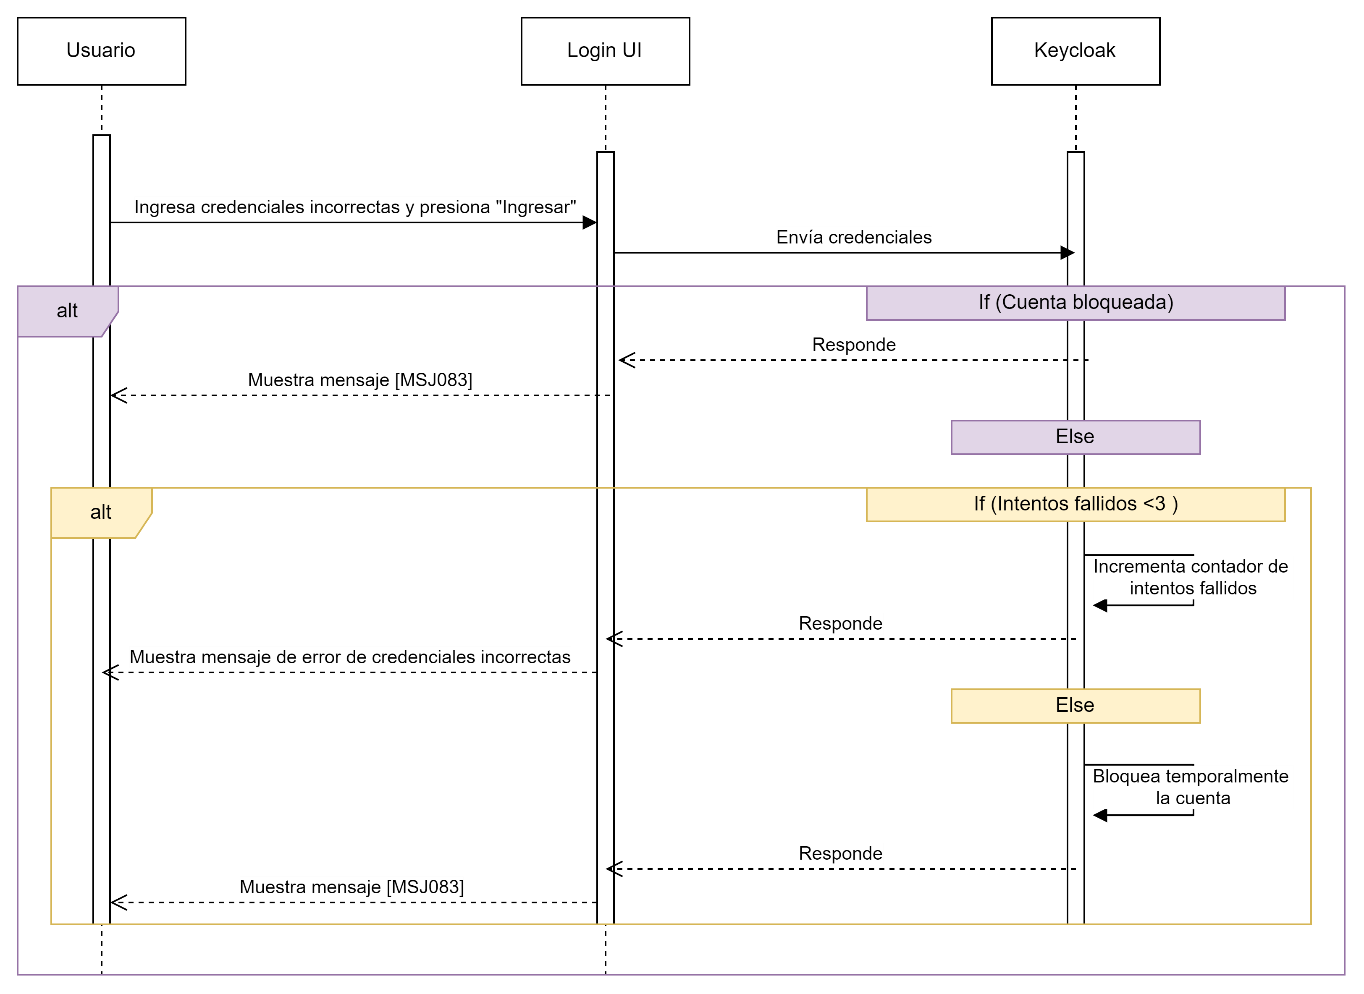 Usuario
Login UI
Keycloak
Ingresa credenciales incorrectas y presiona "Ingresar"
Envía credenciales
alt
If (Cuenta bloqueada)
Responde
Muestra mensaje [MSJ083]
Else
alt
If (Intentos fallidos <3 )
Incrementa contador de
intentos fallidos
Responde
Muestra mensaje de error de credenciales incorrectas
Else
Bloquea temporalmente
la cuenta
Responde
Muestra mensaje [MSJ083]